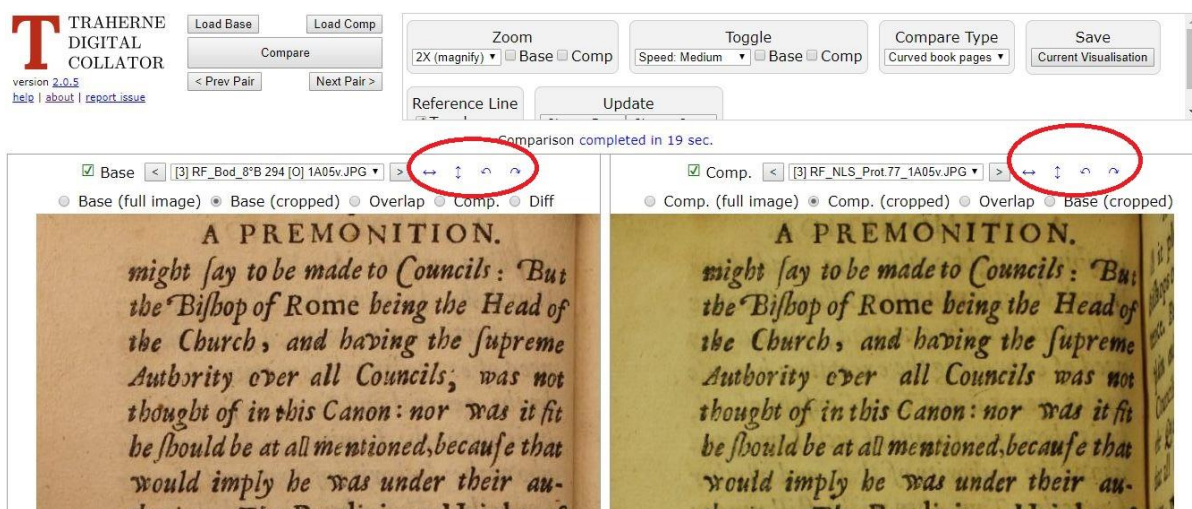 TRAHERNE
DIGITAL
COLLATOR
version 2.0.5
help | about | report issue
Load Base
Load Comp
Compare
< Prev Pair
Next Pair >
Zoom
2X (magnify)
Base
Comp
Toggle
Speed: Medium
Base
Comp
Compare Type
Curved book pages
Save
Current Visualisation
Reference Line
Update
Comparison completed in 19 sec.
Base < [3] RF_Bod_8°B 294 [O] 1A05v.JPG >
Base (full image) Base (cropped) Overlap Comp. Diff
A PREMONITION.
might ſay to be made to Councils : But
the Biſhop of Rome being the Head of
the Church, and having the ſupreme
Authority over all Councils; was not
thought of in this Canon: nor was it fit
he ſhould be at all mentioned, becauſe that
would imply he was under their au-
Comp. < [3] RF_NLS_Prot.77_1A05v.JPG >
Comp. (full image) Comp. (cropped) Overlap Base (cropped)
A PREMONITION.
might ſay to be made to Councils : But
the Biſhop of Rome being the Head of
the Church, and having the ſupreme
Authority over all Councils was not
thought of in this Canon: nor was it fit
he ſhould be at all mentioned, becauſe that
would imply he was under their au-